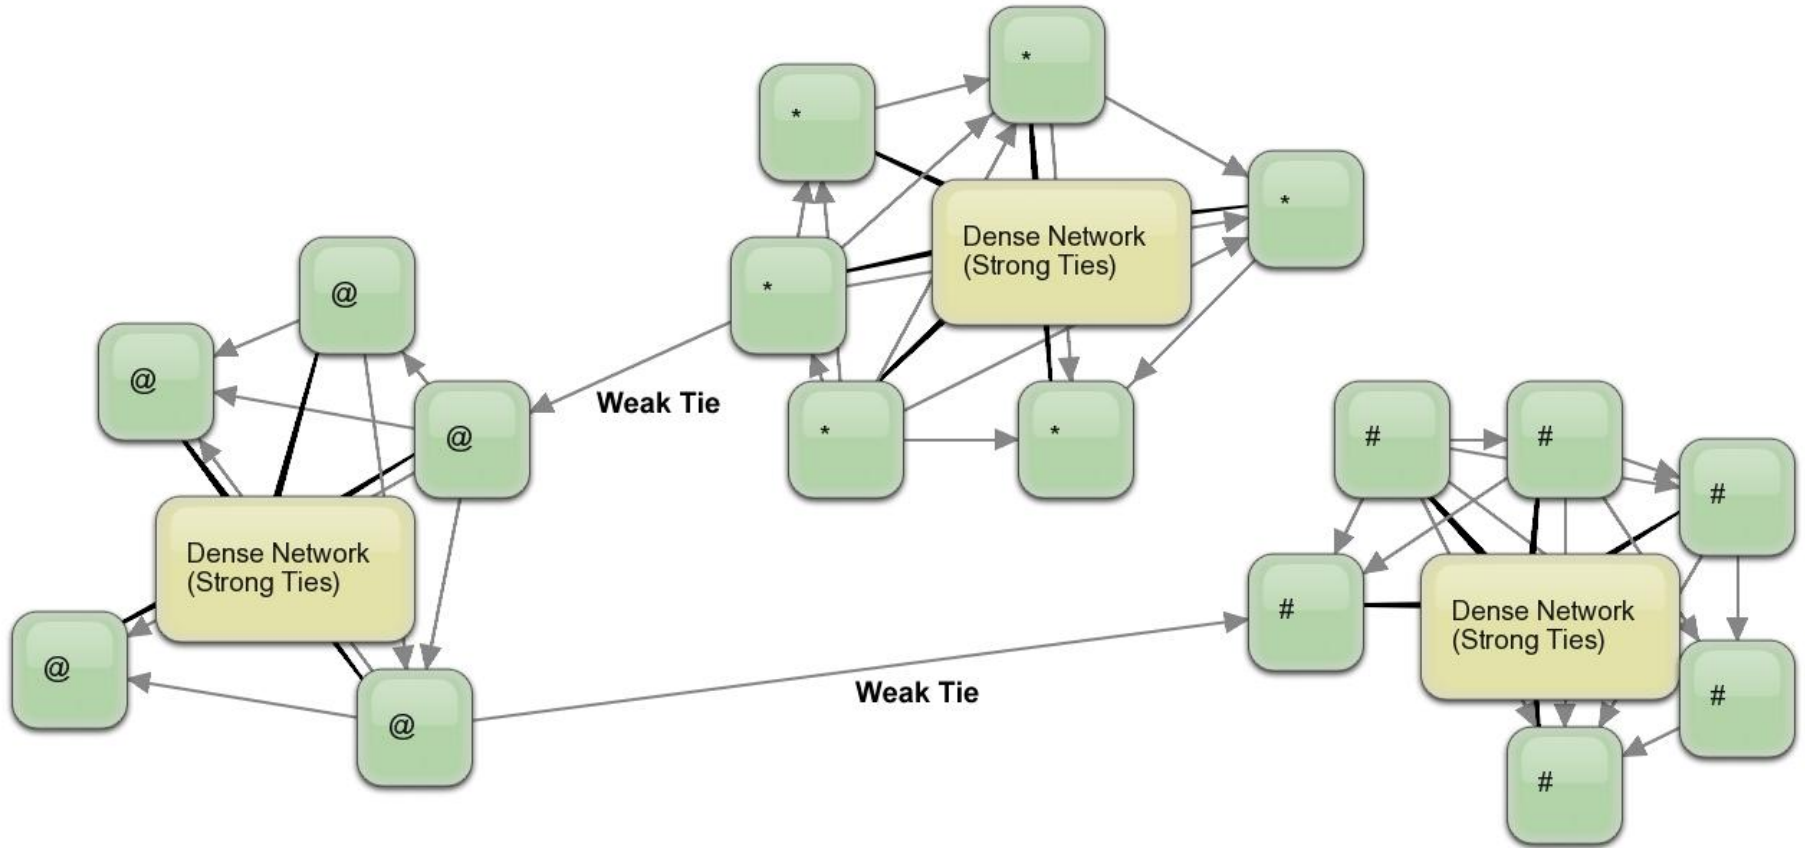 *
*
*
Dense Network
(Strong Ties)
*
*
*
Weak Tie
@
@
@
Dense Network
(Strong Ties)
@
@
Weak Tie
#
#
#
#
Dense Network
(Strong Ties)
#
#